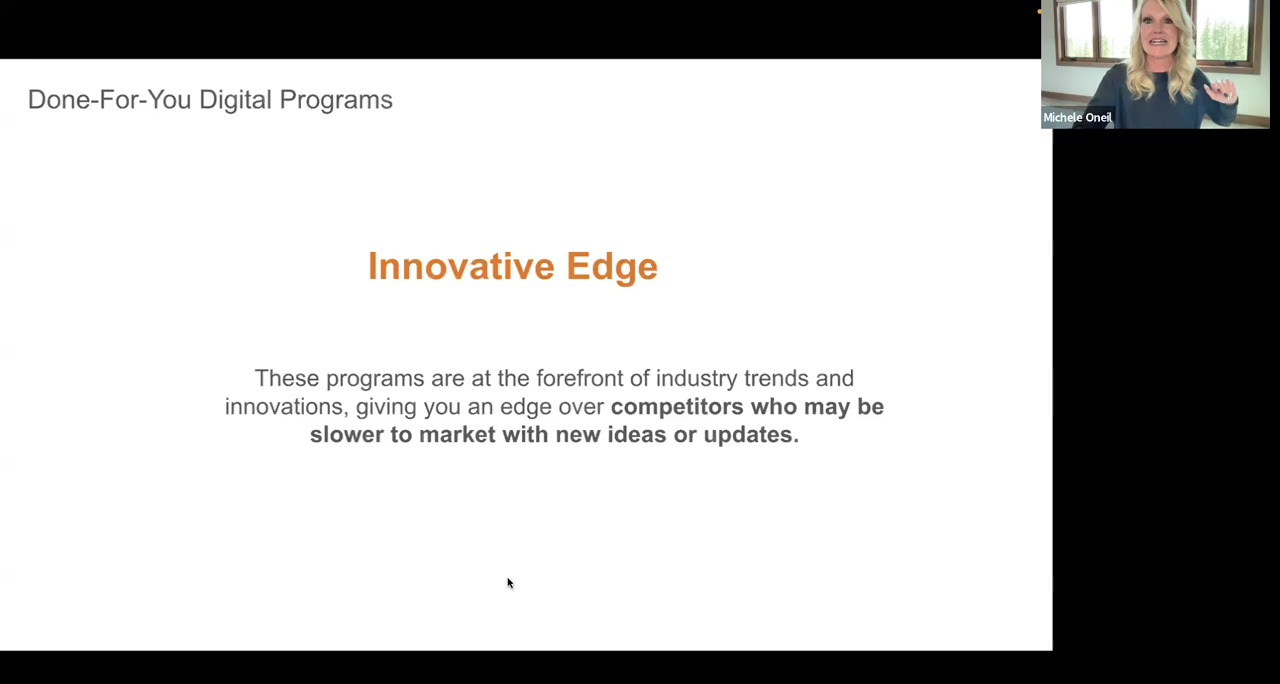 Done-For-You Digital Programs
Michele Oneil
Innovative Edge
These programs are at the forefront of industry trends and
innovations, giving you an edge over competitors who may be
slower to market with new ideas or updates.